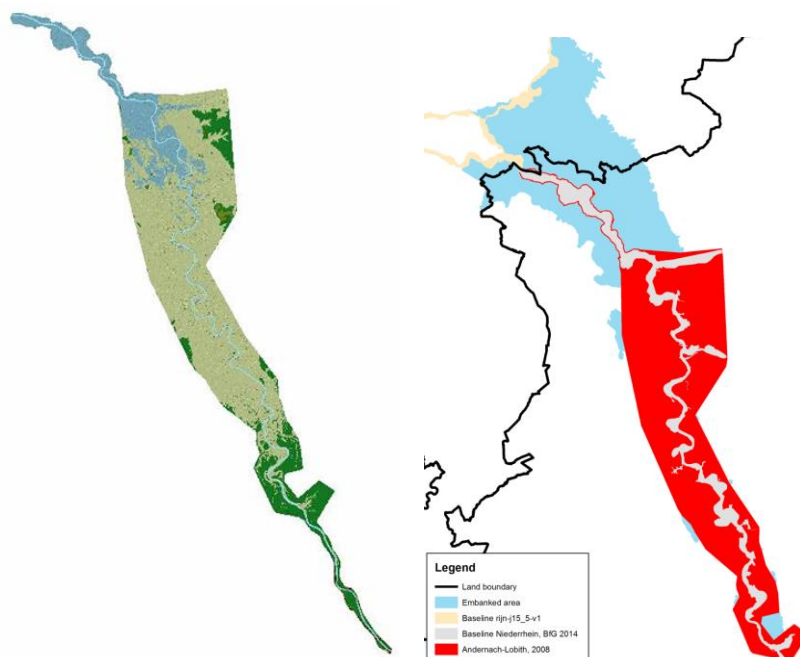 Legend
Land boundary
Embanked area
Baseline rijn-j15_5-v1
Baseline Niederrhein, BfG 2014
Andernach-Lobith, 2008